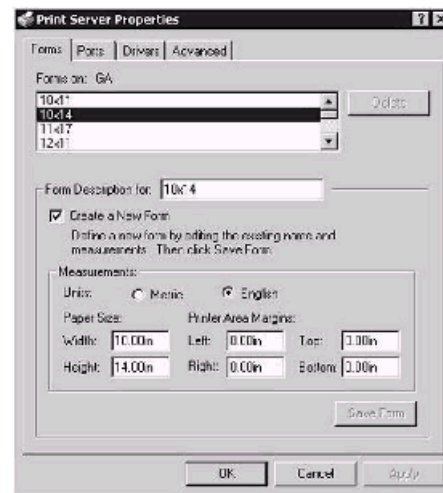 Print Server Properties
Forms Ports Drivers Advanced
Forms on: GA
10x11
10x14
11x17
12x11
Delete
Form Description for: 10x14
Create a New Form
Define a new form by editing the existing name and
measurements. Then click Save Form.
Measurements:
Units: Metric English
Paper Size: Printer Area Margins:
Width: 10.00in Left: 0.00in Top: 0.00in
Height: 14.00in Right: 0.00in Bottom: 0.00in
Save Form
OK Cancel Apply